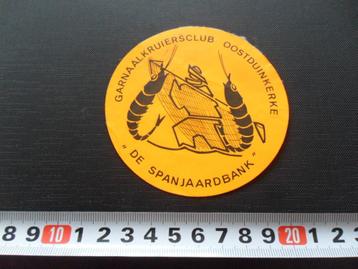 GARNAALKRUIERSCLUB OOSTDUINKERKE
"DE SPANJAARDBANK"
8 9 10 1 2 3 4 5 6 7 8 9 20 1 2